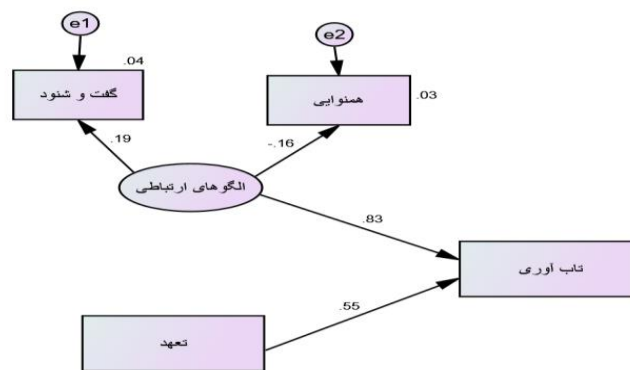 e1
e2
.04
گفت و شنود
همنوایی
.03
.19
-.16
الگوهای ارتباطی
.83
تاب آوری
.55
تعهد